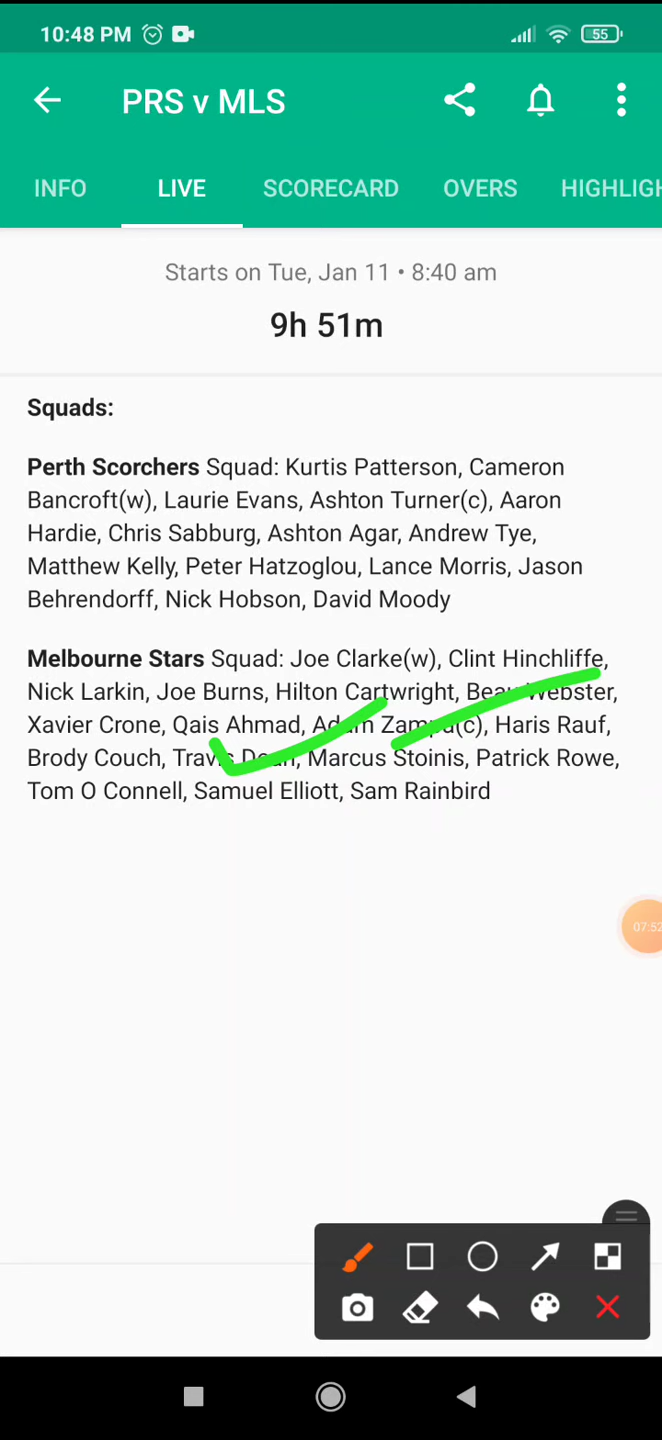 10:48 PM 55
PRS v MLS
INFO LIVE SCORECARD OVERS HIGHLIGH
Starts on Tue, Jan 11 • 8:40 am
9h 51m
Squads:
Perth Scorchers Squad: Kurtis Patterson, Cameron
Bancroft(w), Laurie Evans, Ashton Turner(c), Aaron
Hardie, Chris Sabburg, Ashton Agar, Andrew Tye,
Matthew Kelly, Peter Hatzoglou, Lance Morris, Jason
Behrendorff, Nick Hobson, David Moody
Melbourne Stars Squad: Joe Clarke(w), Clint Hinchliffe,
Nick Larkin, Joe Burns, Hilton Cartwright, Beau Webster,
Xavier Crone, Qais Ahmad, Adam Zampa(c), Haris Rauf,
Brody Couch, Travis Dean, Marcus Stoinis, Patrick Rowe,
Tom O Connell, Samuel Elliott, Sam Rainbird
07:52